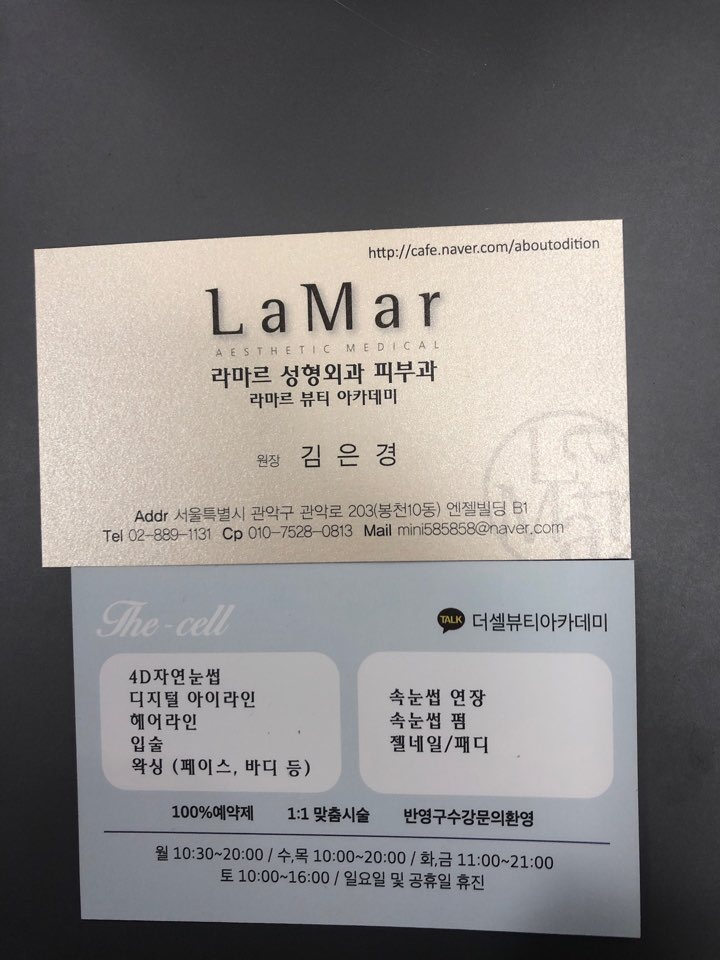 http://cafe.naver.com/aboutodition
LaMar
AESTHETIC MEDICAL
라마르 성형외과 피부과
라마르 뷰티 아카데미
원장 김은경
Addr 서울특별시 관악구 관악로 203(봉천10동) 엔젤빌딩 B1
Tel 02-889-1131 Cp 010-7528-0813 Mail mini585858@naver.com
The-cell
TALK 더셀뷰티아카데미
4D자연눈썹
디지털 아이라인
헤어라인
입술
왁싱 (페이스, 바디 등)
속눈썹 연장
속눈썹 펌
젤네일/패디
100%예약제 1:1 맞춤시술 반영구수강문의환영
월 10:30~20:00 / 수,목 10:00~20:00 / 화,금 11:00~21:00
토 10:00~16:00 / 일요일 및 공휴일 휴진